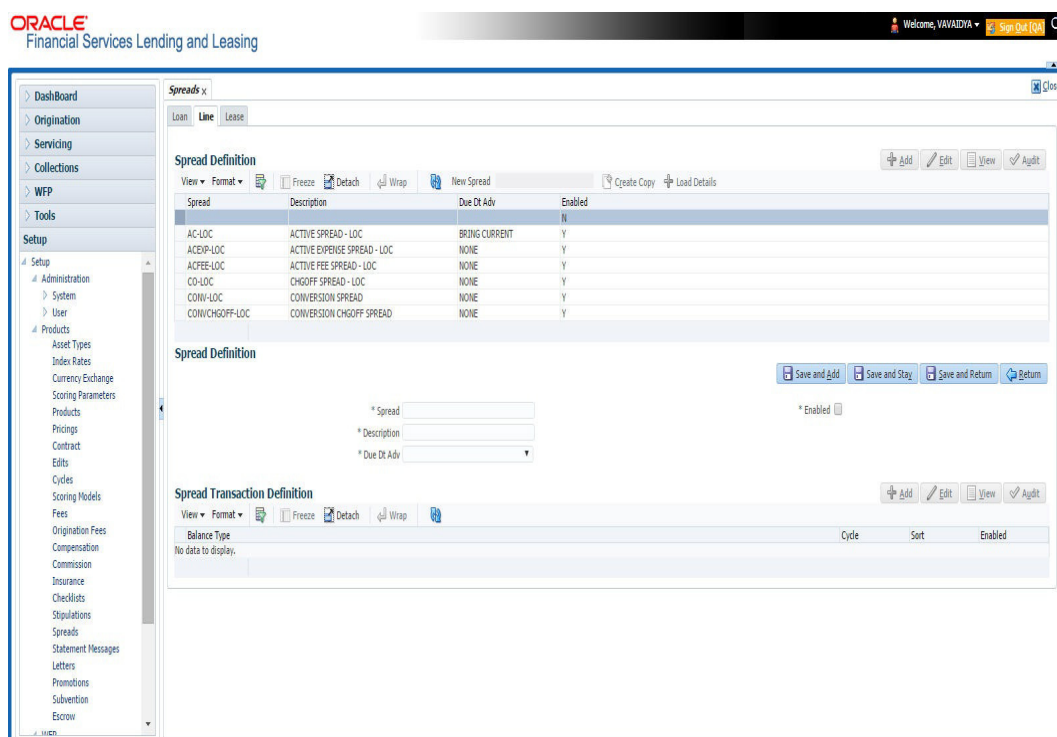 ORACLE'
Financial Services Lending and Leasing
Welcome, VAVAIDYA
Sign Out [QA]
DashBoard
Origination
Servicing
Collections
WFP
Tools
Setup
Setup
Administration
System
User
Products
Asset Types
Index Rates
Currency Exchange
Scoring Parameters
Products
Pricings
Contract
Edits
Cycles
Scoring Models
Fees
Origination Fees
Compensation
Commission
Insurance
Checklists
Stipulations
Spreads
Statement Messages
Letters
Promotions
Subvention
Escrow
WFP
Spreads x
Clos
Loan Line Lease
Spread Definition
Add Edit View Audit
View Format Freeze Detach Wrap New Spread Create Copy Load Details
Spread Description Due Dt Adv Enabled
N
AC-LOC ACTIVE SPREAD - LOC BRING CURRENT Y
ACEXP-LOC ACTIVE EXPENSE SPREAD - LOC NONE Y
ACFEE-LOC ACTIVE FEE SPREAD - LOC NONE Y
CO-LOC CHGOFF SPREAD - LOC NONE Y
CONV-LOC CONVERSION SPREAD NONE Y
CONVCHGOFF-LOC CONVERSION CHGOFF SPREAD NONE Y
Spread Definition
Save and Add Save and Stay Save and Return Return
* Spread
* Enabled
* Description
* Due Dt Adv
Spread Transaction Definition
Add Edit View Audit
View Format Freeze Detach Wrap
Balance Type Cycle Sort Enabled
No data to display.